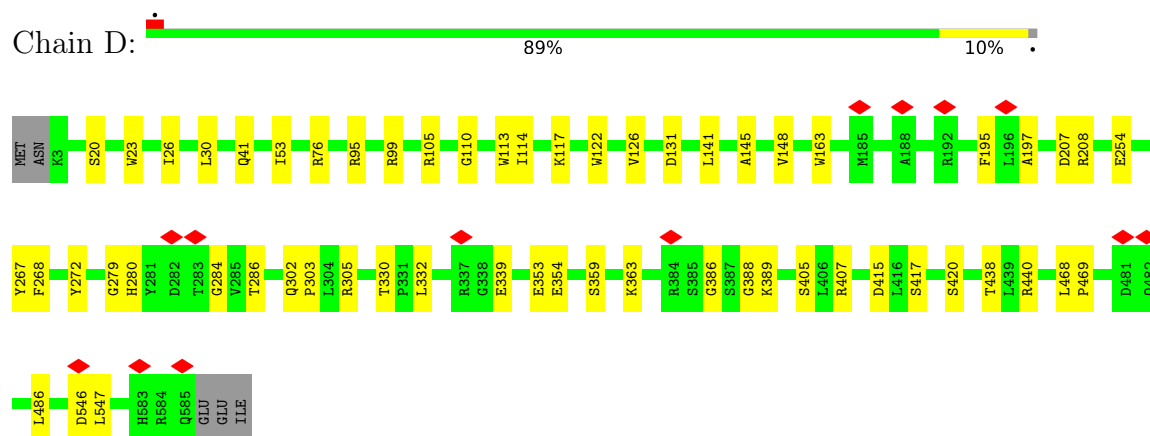 Chain D:
89% 10%
MET ASN K3 S20 W23 I26 L30 Q41 I53 R76 R95 R99 R105 G110 W113 I114 K117 W122 V126 D131 L141 A145 V148 W163 M185 A188 R192 F195 L196 A197 D207 R208 E254
Y267 F268 Y272 G279 H280 Y281 D282 T283 G284 V285 T286 Q302 P303 L304 R305 T330 P331 L332 R337 G338 E339 E353 E354 S359 K363 R384 S385 G386 S387 G388 K389 S405 L406 R407 D415 L416 S417 S420 T438 L439 R440 L468 P469 D481
L486 D546 L547 H583 R584 Q585 GLU GLU ILE